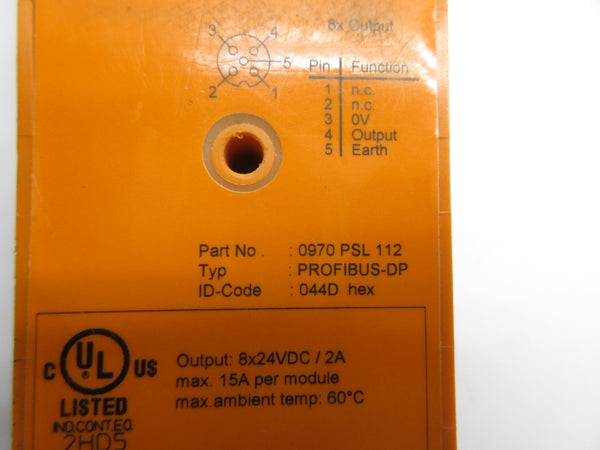 8x Output
3 4
5
2 1
Pin Function
1 n.c.
2 n.c.
3 0V
4 Output
5 Earth
Part No . : 0970 PSL 112
Typ : PROFIBUS-DP
ID-Code : 044D hex
C UL ® US
LISTED
IND.CONT.EQ.
2HD5
Output: 8x24VDC / 2A
max. 15A per module
max.ambient temp: 60°C